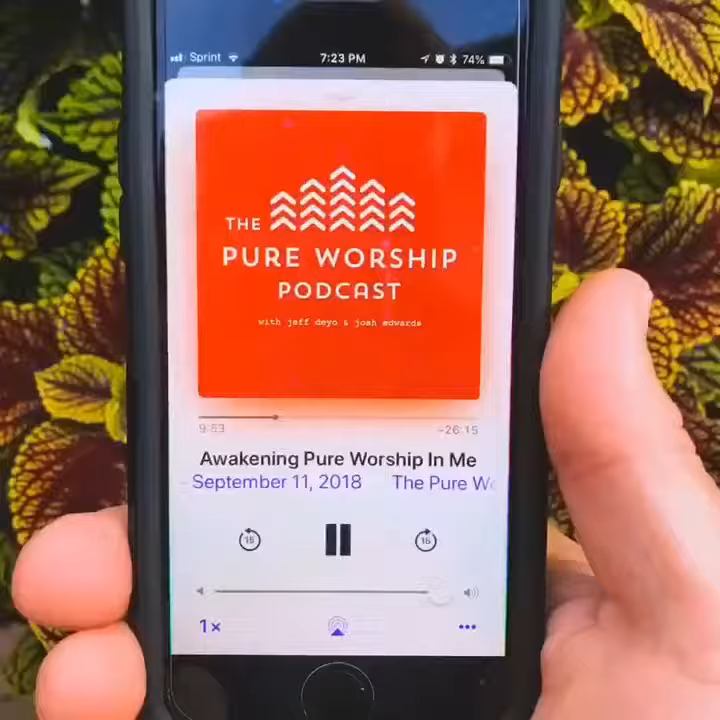 Sprint 7:23 PM 74%
THE
PURE WORSHIP
PODCAST
with jeff deyo & josh edwards
9:53 -26:15
Awakening Pure Worship In Me
September 11, 2018 The Pure Wo
15 15
1×